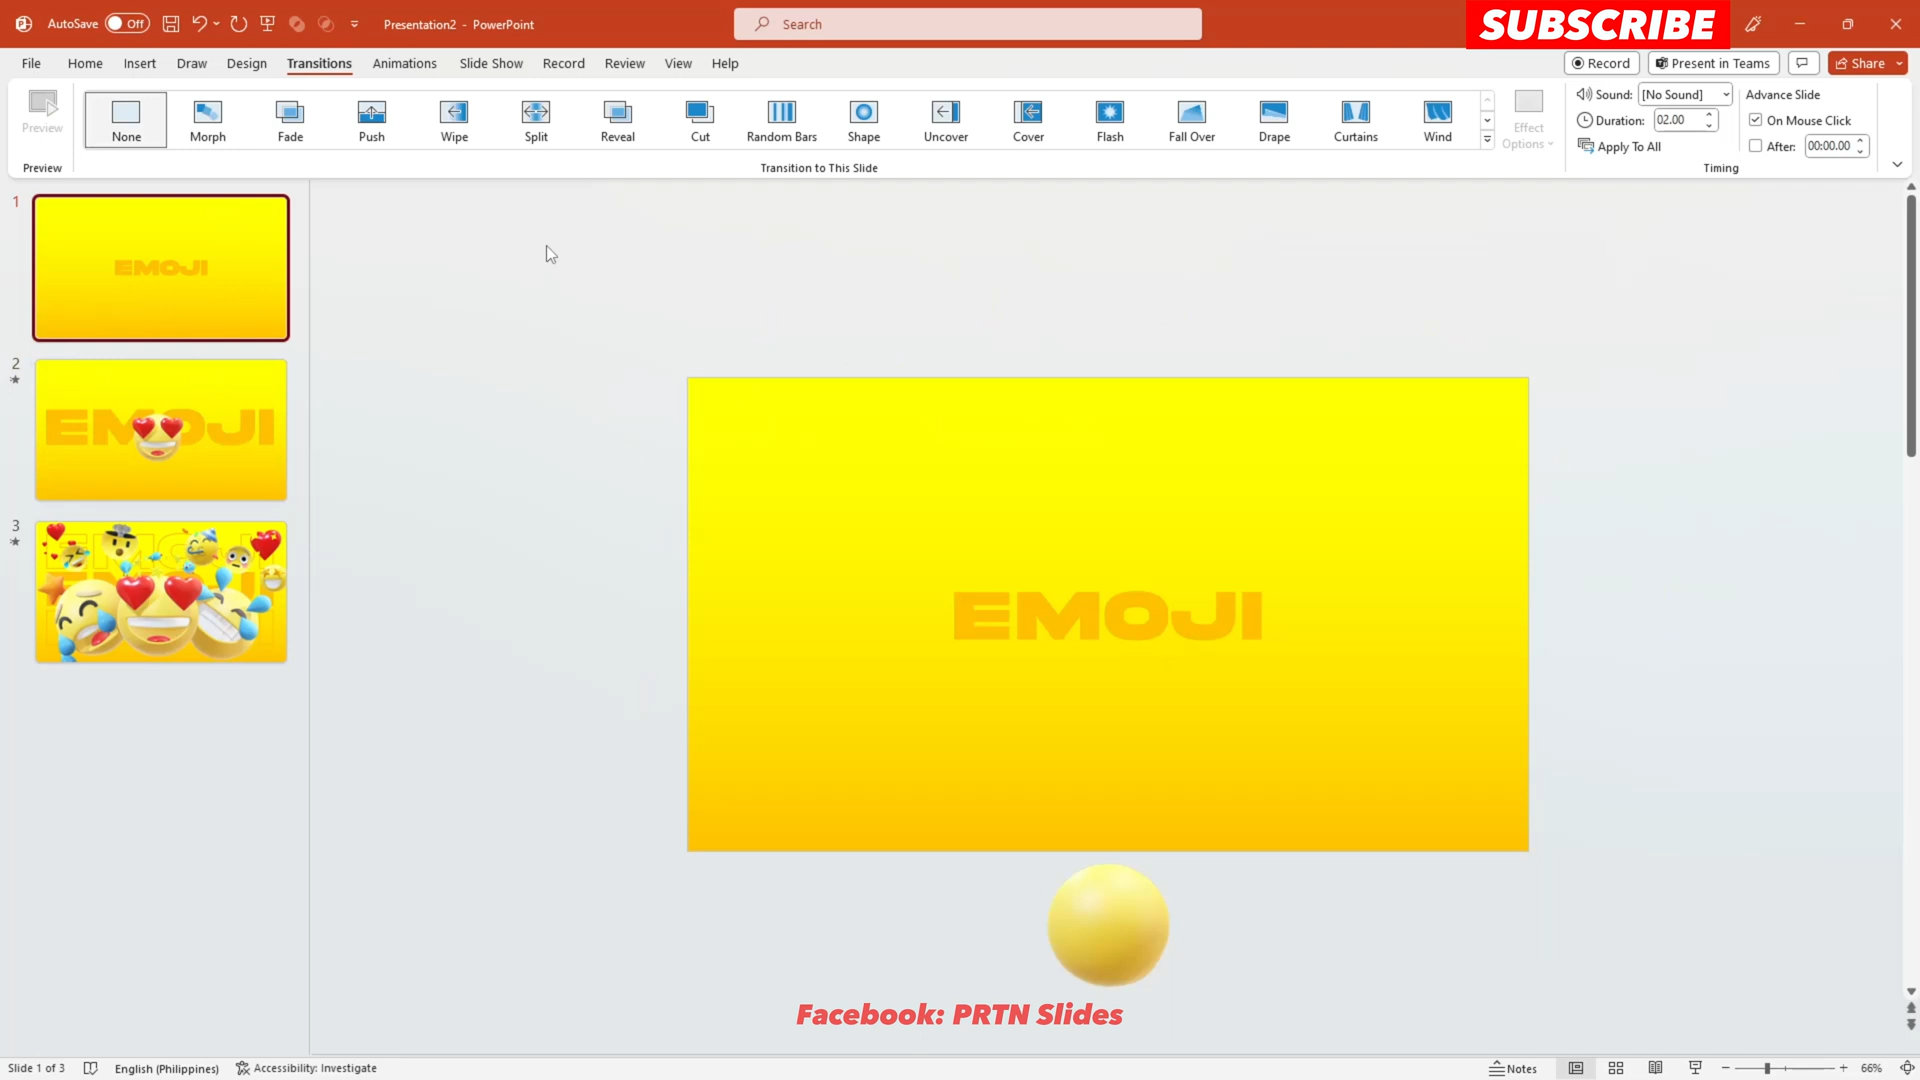 AutoSave Off Presentation2 - PowerPoint Search SUBSCRIBE
File Home Insert Draw Design Transitions Animations Slide Show Record Review View Help Record Present in Teams Share
Preview None Morph Fade Push Wipe Split Reveal Cut Random Bars Shape Uncover Cover Flash Fall Over Drape Curtains Wind Effect Options
Sound: [No Sound] Advance Slide
Duration: 02.00 On Mouse Click
Apply To All After: 00:00.00
Preview Transition to This Slide Timing
1
EMOJI
2
EMOJI
3
EMOJI
EMOJI
Facebook: PRTN Slides
Slide 1 of 3 English (Philippines) Accessibility: Investigate Notes 66%